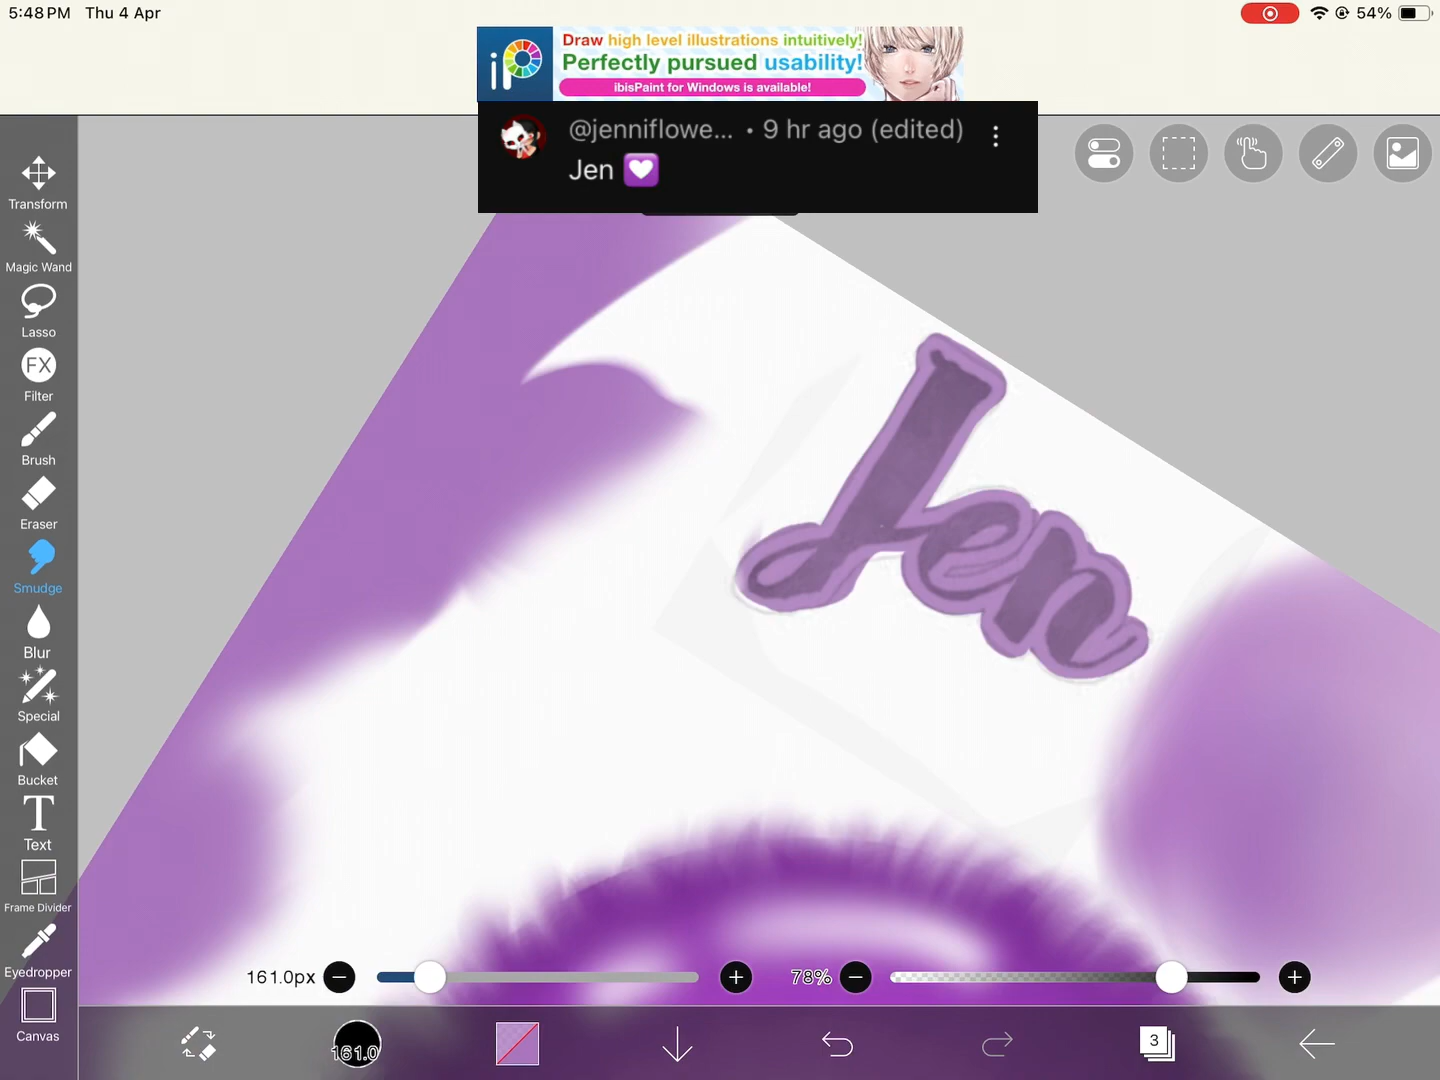 5:48 PM Thu 4 Apr
54%
iP
Draw high level illustrations intuitively!
Perfectly pursued usability!
ibisPaint for Windows is available!
@jenniflowe... • 9 hr ago (edited)
Jen 💜
Transform
Magic Wand
Lasso
FX
Filter
Brush
Eraser
Smudge
Blur
Special
Bucket
T
Text
Frame Divider
Eyedropper
Canvas
Jen
161.0px
78%
161.0
3